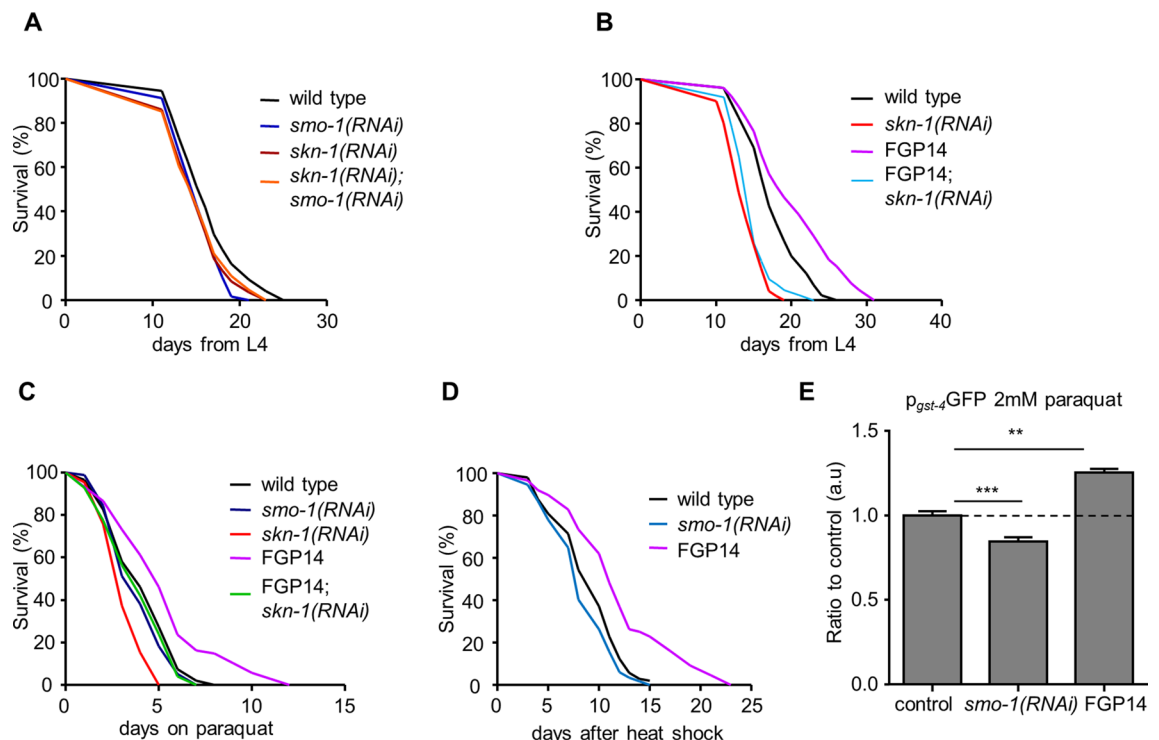 A
100
80
60
40
20
0
Survival (%)
0 10 20 30
days from L4
wild type
smo-1(RNAi)
skn-1(RNAi)
skn-1(RNAi);
smo-1(RNAi)
B
100
80
60
40
20
0
Survival (%)
0 10 20 30 40
days from L4
wild type
skn-1(RNAi)
FGP14
FGP14;
skn-1(RNAi)
C
100
80
60
40
20
0
Survival (%)
0 5 10 15
days on paraquat
wild type
smo-1(RNAi)
skn-1(RNAi)
FGP14
FGP14;
skn-1(RNAi)
D
100
80
60
40
20
0
Survival (%)
0 5 10 15 20 25
days after heat shock
wild type
smo-1(RNAi)
FGP14
E
pgst-4GFP 2mM paraquat
1.5
1.0
0.5
0.0
Ratio to control (a.u)
**
***
control smo-1(RNAi) FGP14